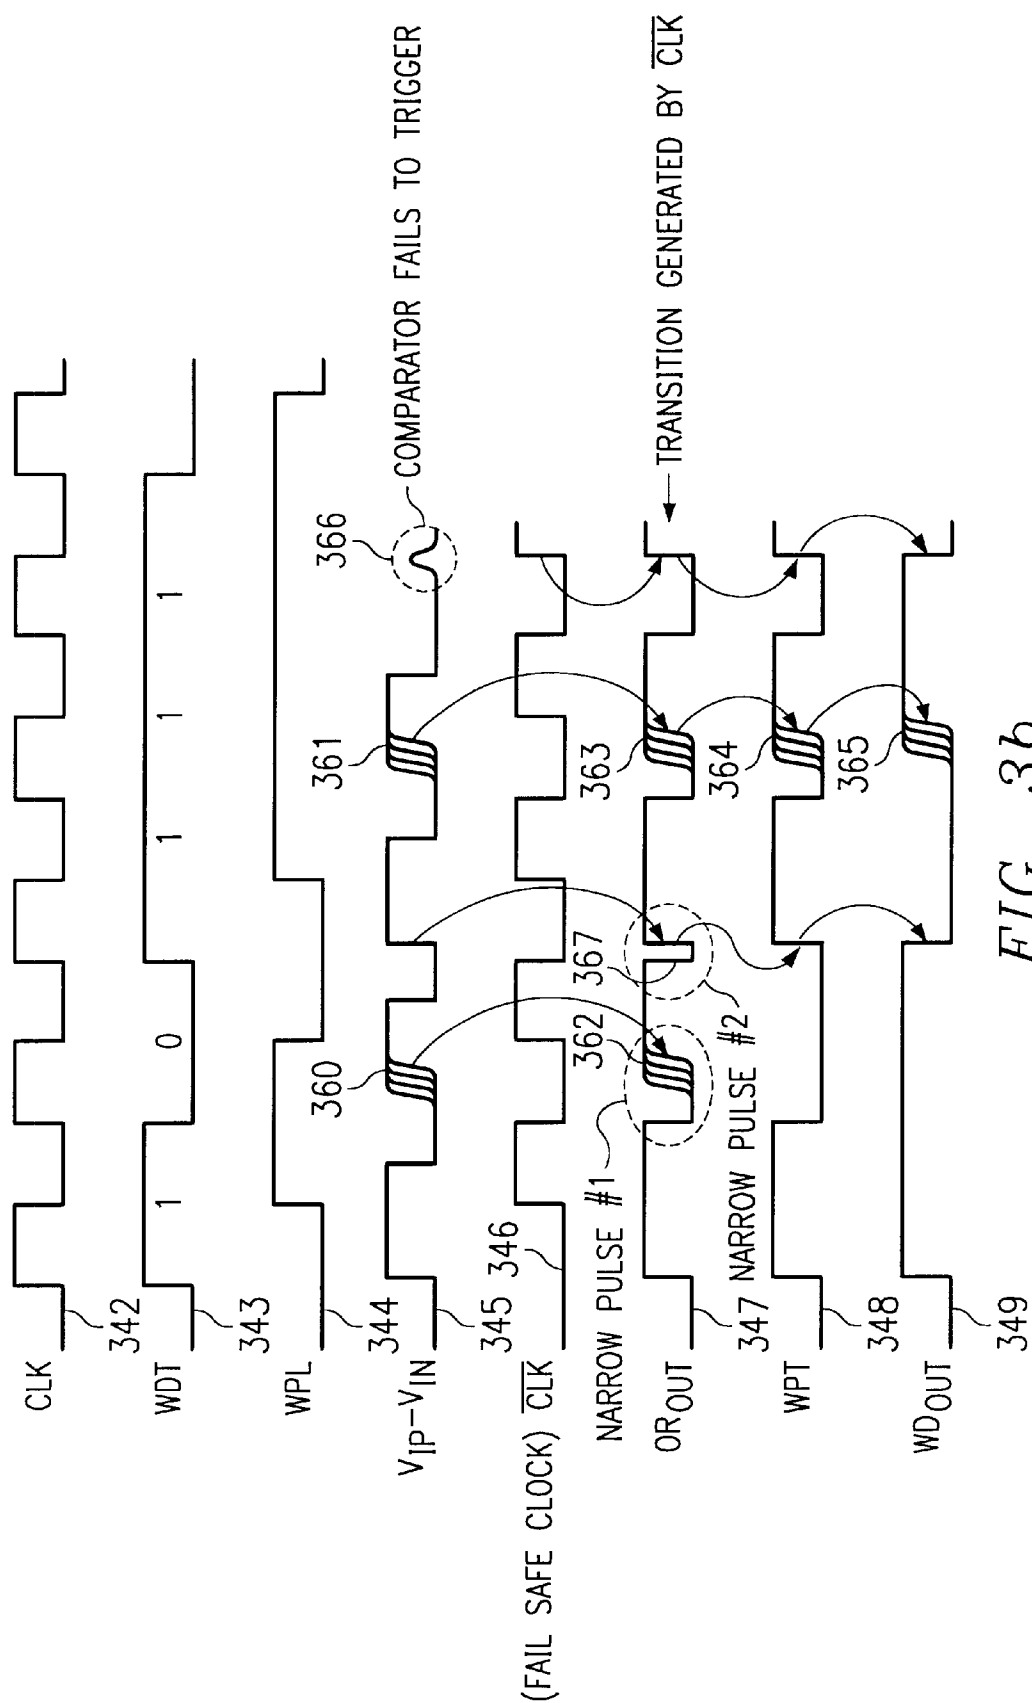 CLK
342
WDT
1 0 1 1 1
343
WPL
344
VIP-VIN
345
360
361
366
COMPARATOR FAILS TO TRIGGER
(FAIL SAFE CLOCK) CLK
346
NARROW PULSE #1
362
367
363
OROUT
347
TRANSITION GENERATED BY CLK
NARROW PULSE #2
364
WPT
348
365
WDOUT
349
FIG. 3b